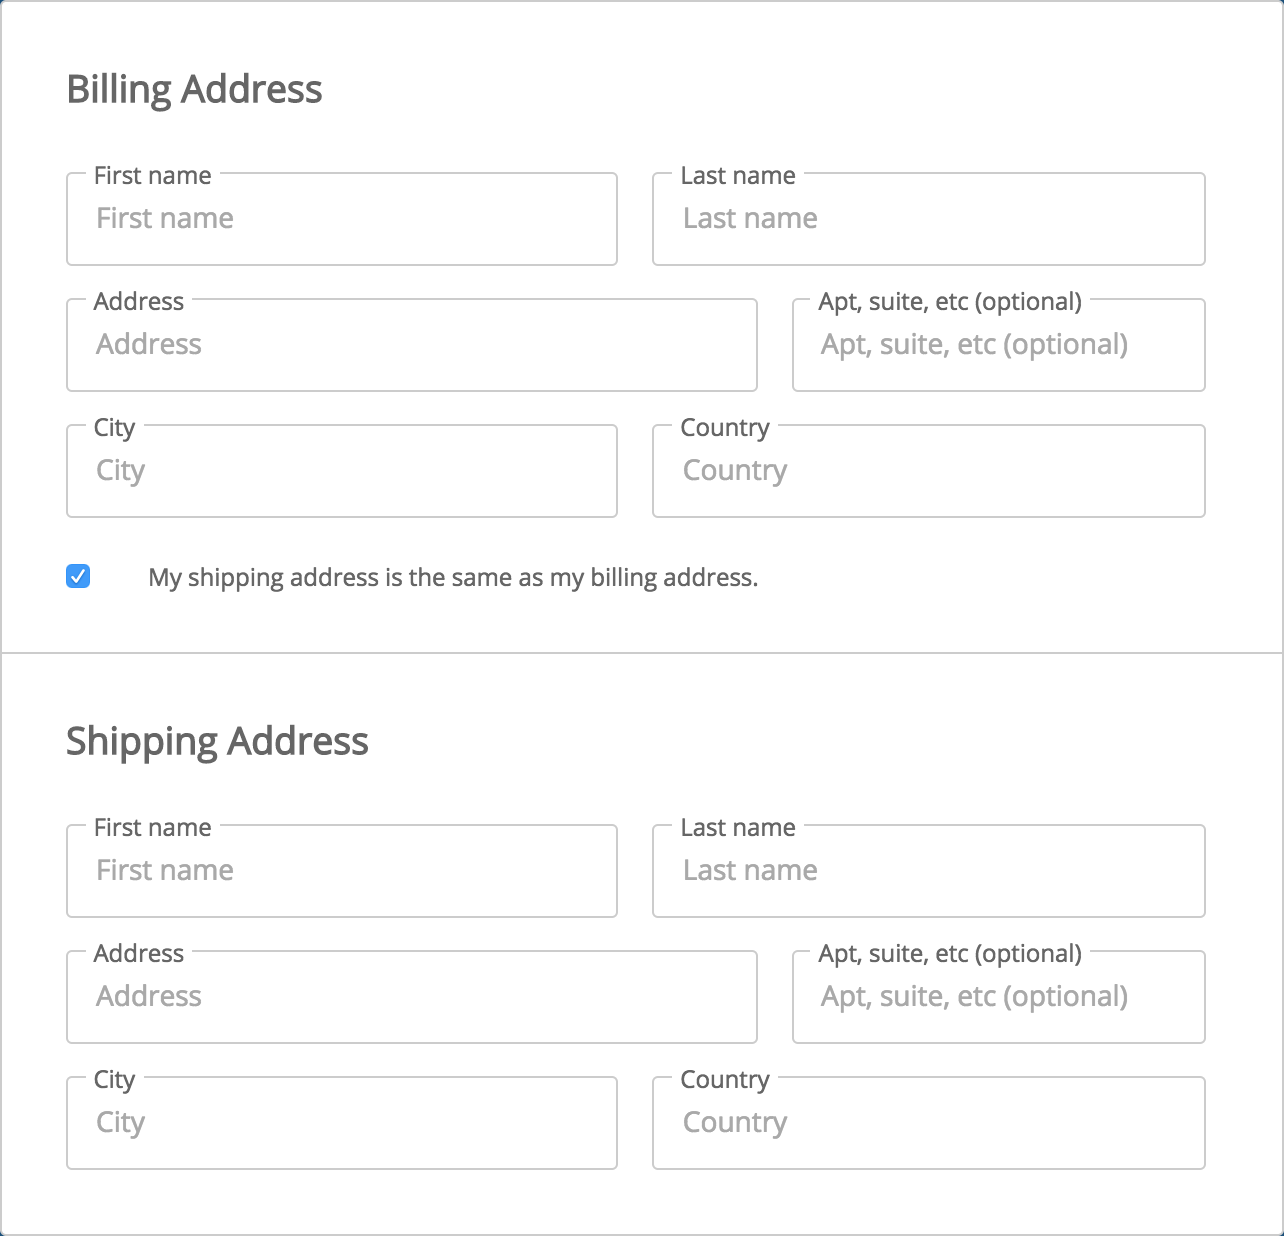 Billing Address
First name
Last name
First name
Last name
Address
Apt, suite, etc (optional)
Address
Apt, suite, etc (optional)
City
Country
City
Country
My shipping address is the same as my billing address.
Shipping Address
First name
Last name
First name
Last name
Address
Apt, suite, etc (optional)
Address
Apt, suite, etc (optional)
City
Country
City
Country